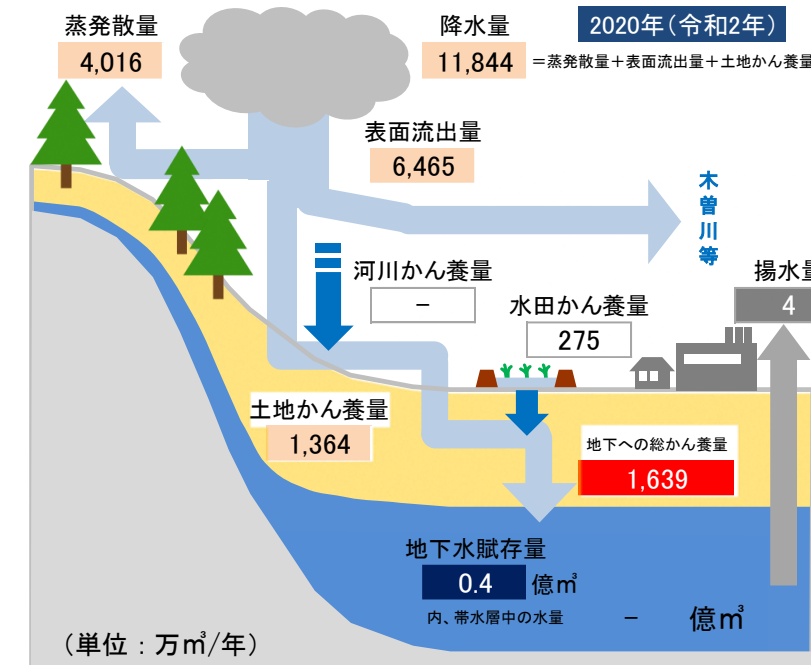 蒸発散量
4,016
降水量
11,844
2020年（令和2年）
＝蒸発散量＋表面流出量＋土地かん養量
表面流出量
6,465
木曽川等
河川かん養量
－
水田かん養量
275
揚水量
4
土地かん養量
1,364
地下への総かん養量
1,639
地下水賦存量
0.4 億㎥
内、帯水層中の水量 － 億㎥
（単位：万㎥/年）